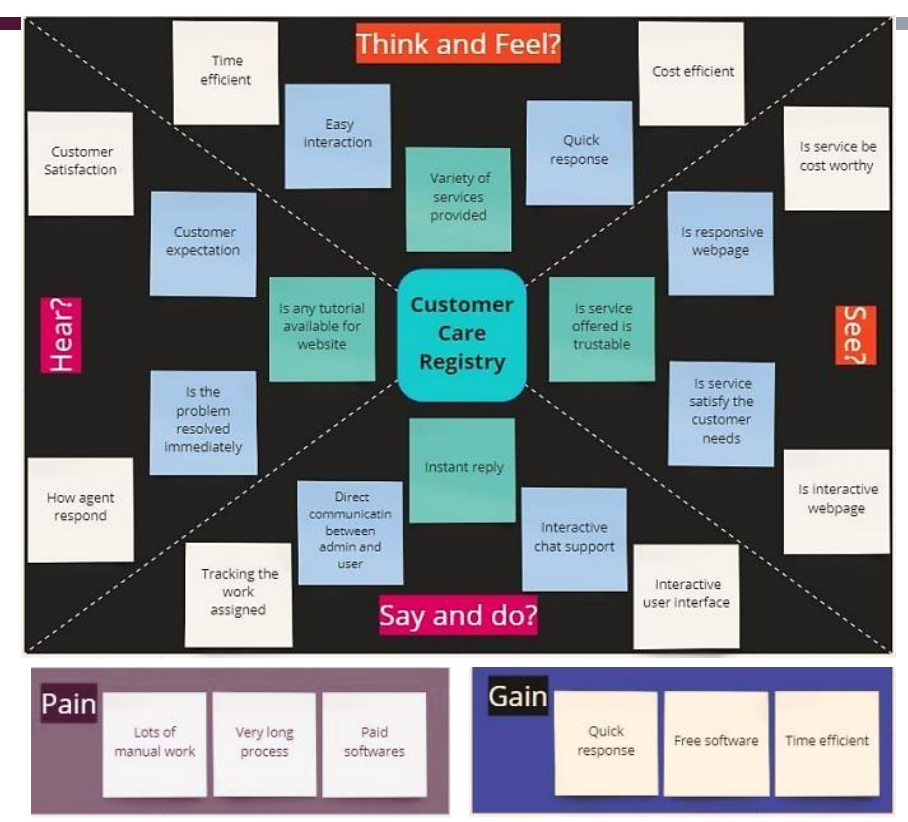 Think and Feel?
Time
efficient
Easy
interaction
Variety of
services
provided
Quick
response
Cost efficient
Hear?
Customer
Satisfaction
Customer
expectation
Is any tutorial
available for
website
Is the
problem
resolved
immediately
How agent
respond
Customer
Care
Registry
See?
Is service be
cost worthy
Is responsive
webpage
Is service
offered is
trustable
Is service
satisfy the
customer
needs
Is interactive
webpage
Say and do?
Instant reply
Direct
communicatin
between
admin and
user
Interactive
chat support
Tracking the
work
assigned
Interactive
user interface
Pain
Lots of
manual work
Very long
process
Paid
softwares
Gain
Quick
response
Free software
Time efficient